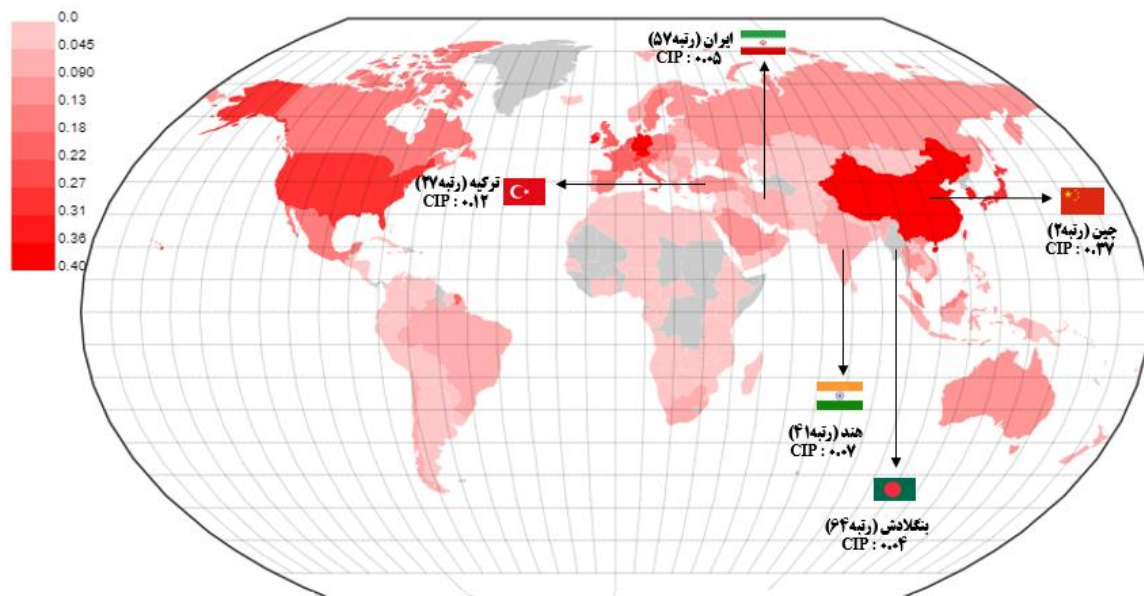 0.0
0.045
0.090
0.13
0.18
0.22
0.27
0.31
0.36
0.40
ایران (رتبه۵۷)
CIP : ۰.۰۵
ترکیه (رتبه۲۷)
CIP : ۰.۱۲
چین (رتبه۲)
CIP : ۰.۳۷
هند (رتبه۴۱)
CIP : ۰.۰۷
بنگلادش (رتبه۶۴)
CIP : ۰.۰۴